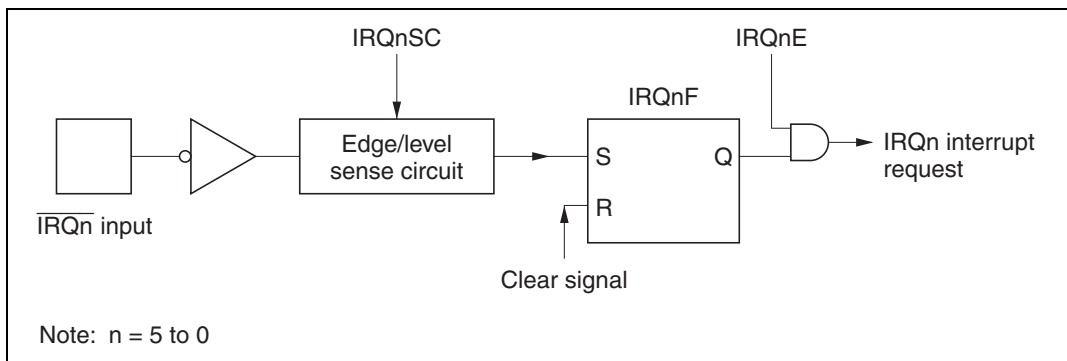 IRQnSC
IRQnE
IRQnF
Edge/level
sense circuit
S
Q
R
IRQn interrupt
request
IRQn input
Clear signal
Note: n = 5 to 0